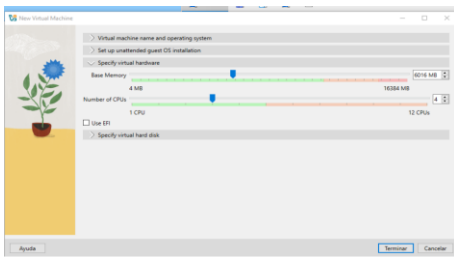 New Virtual Machine
Virtual machine name and operating system
Set up unattended guest OS installation
Specify virtual hardware
Base Memory
6016 MB
4 MB
16384 MB
Number of CPUs
4
1 CPU
12 CPUs
Use EFI
Specify virtual hard disk
Ayuda
Terminar
Cancelar